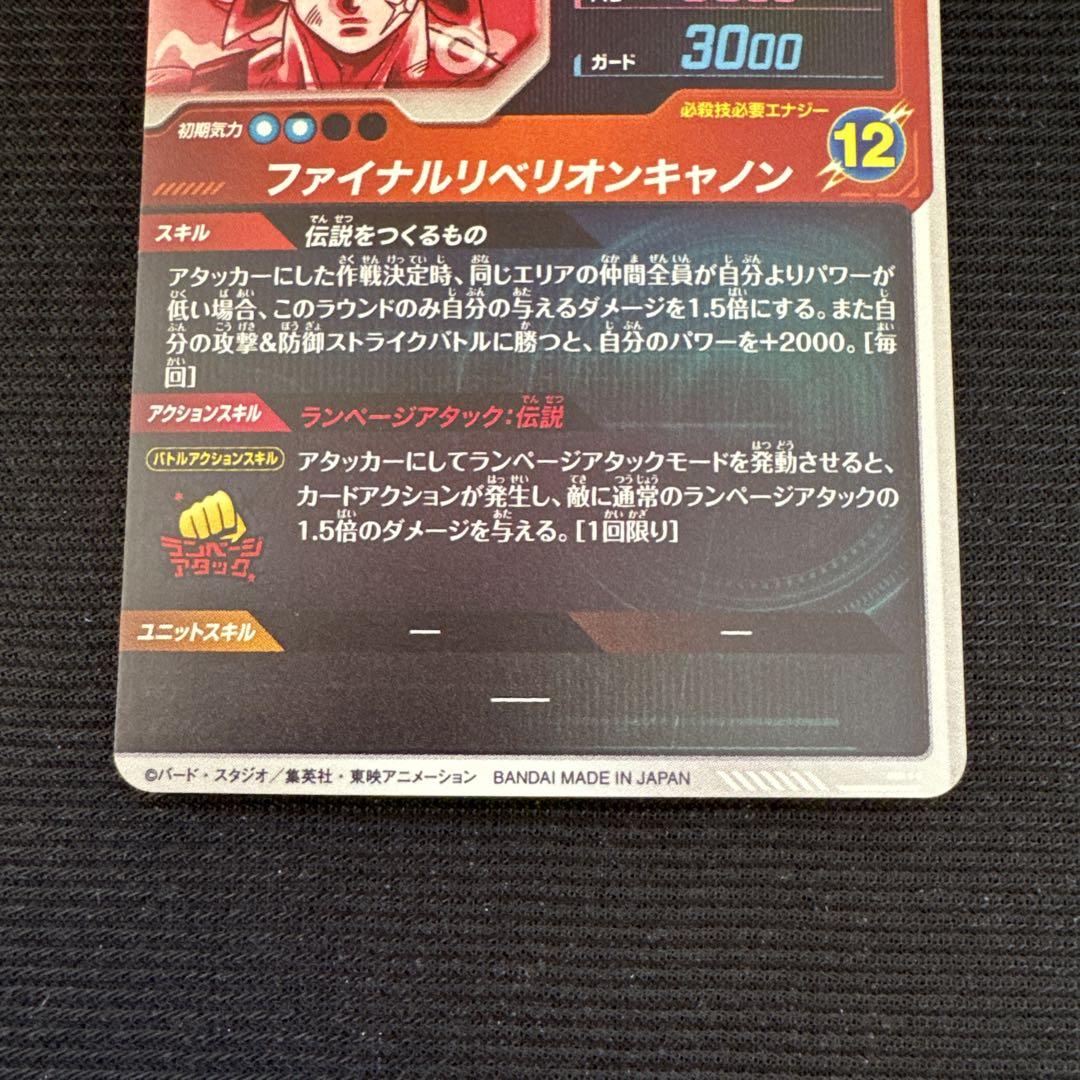 ガード 3000
必殺技必要エナジー
初期気力
12
ファイナルリベリオンキャノン
スキル 伝説をつくるもの
アタッカーにした作戦決定時、同じエリアの仲間全員が自分よりパワーが
低い場合、このラウンドのみ自分の与えるダメージを1.5倍にする。また自
分の攻撃&防御ストライクバトルに勝つと、自分のパワーを+2000。[毎
回]
アクションスキル ランページアタック:伝説
バトルアクションスキル
アタッカーにしてランページアタックモードを発動させると、
カードアクションが発生し、敵に通常のランページアタックの
1.5倍のダメージを与える。[1回限り]
ランページ
アタック
ユニットスキル ー ー
ー
©バード・スタジオ／集英社・東映アニメーション BANDAI MADE IN JAPAN